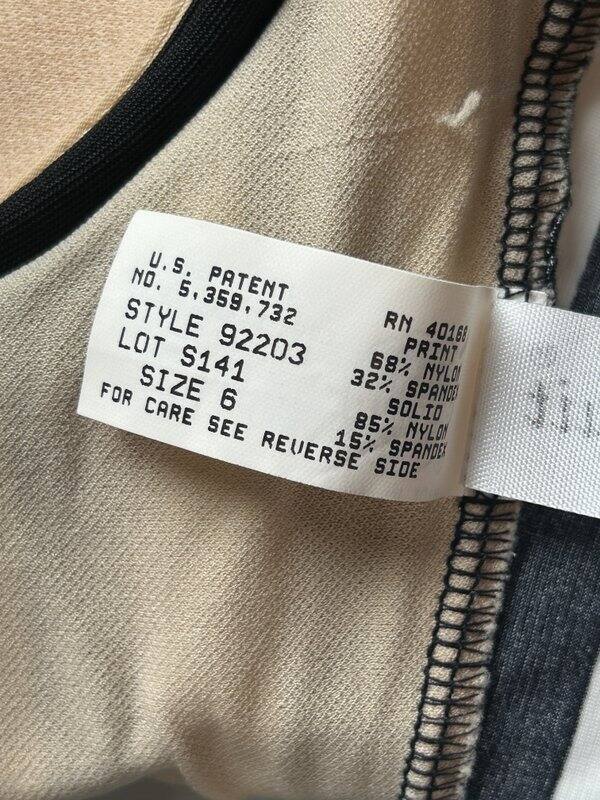 U.S. PATENT
NO. 5,359,732
STYLE 92203
LOT S141
SIZE 6
FOR CARE SEE REVERSE SIDE
RN 40168
PRINT
68% NYLON
32% SPANDEX
SOLID
85% NYLON
15% SPANDEX